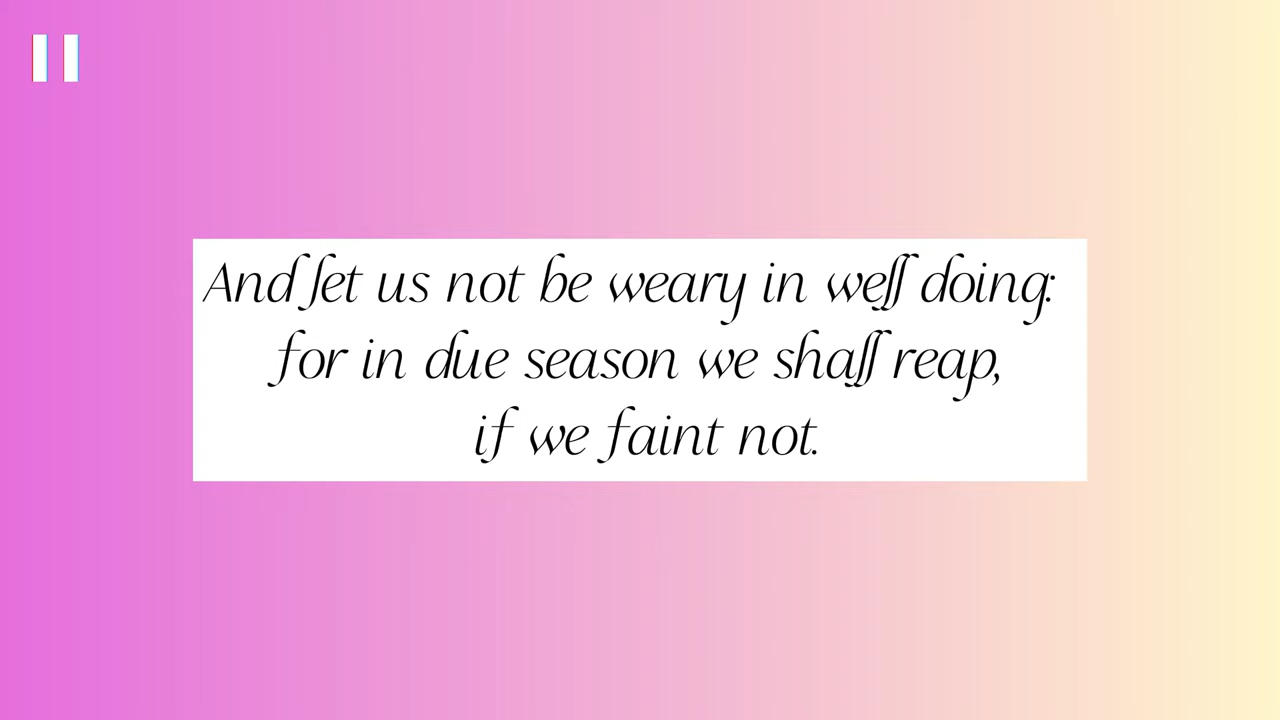 And let us not be weary in well doing:
for in due season we shall reap,
if we faint not.